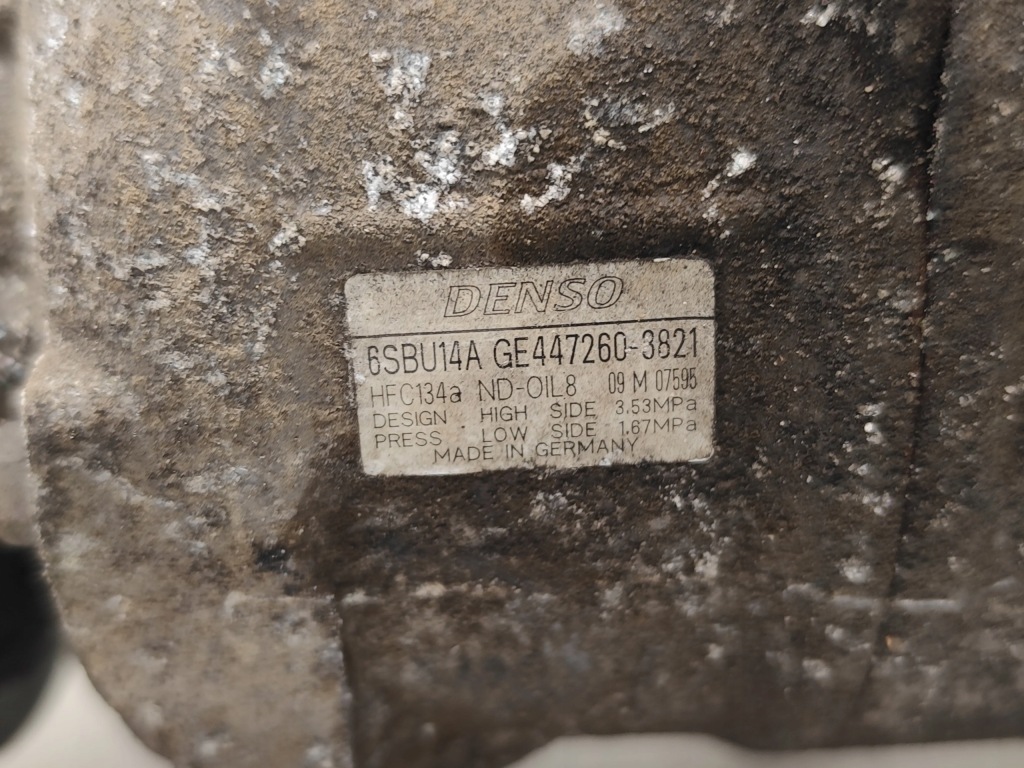 DENSO
6SBU14A GE447260-3821
HFC134a ND-OIL8 09 M 07595
DESIGN HIGH SIDE 3.53MPa
PRESS LOW SIDE 1.67MPa
MADE IN GERMANY